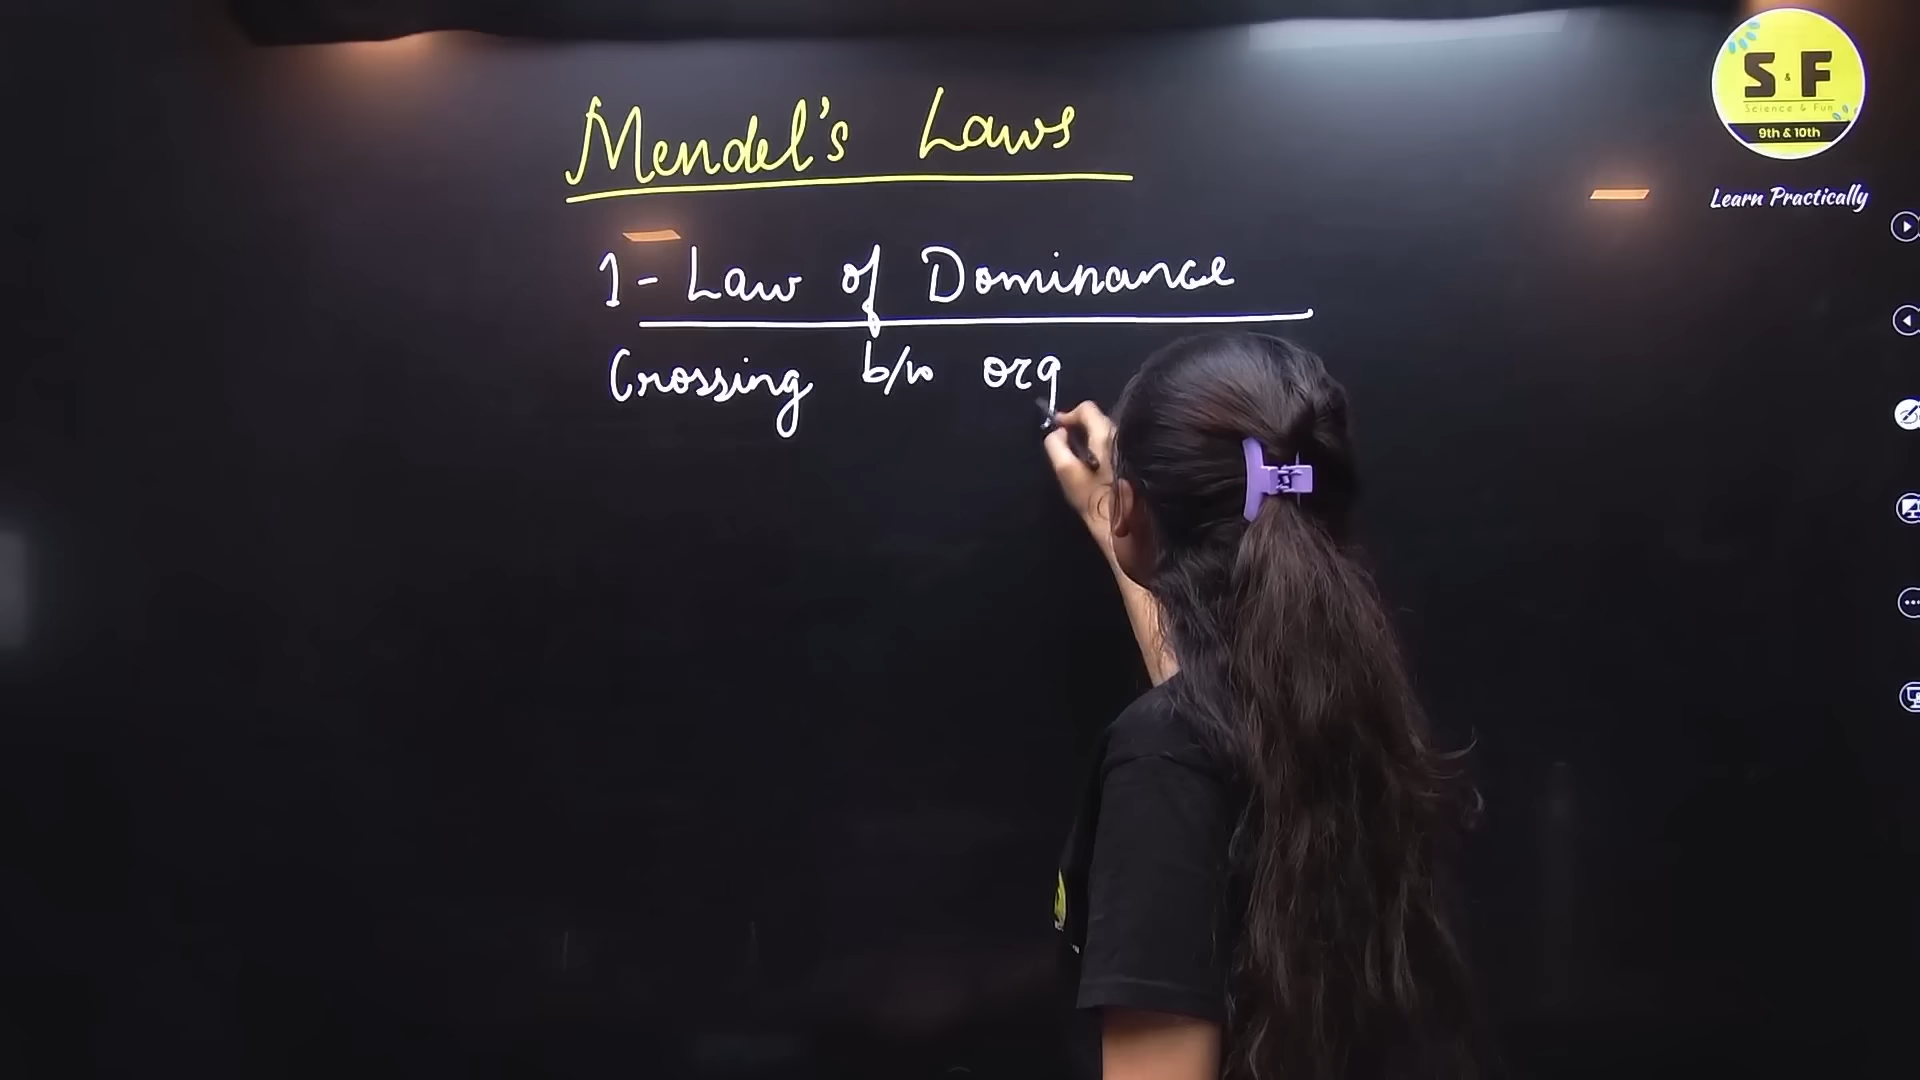 Mendel's Laws
1- Law of Dominance
Crossing b/w org
S & F
Science & Fun
9th & 10th
Learn Practically